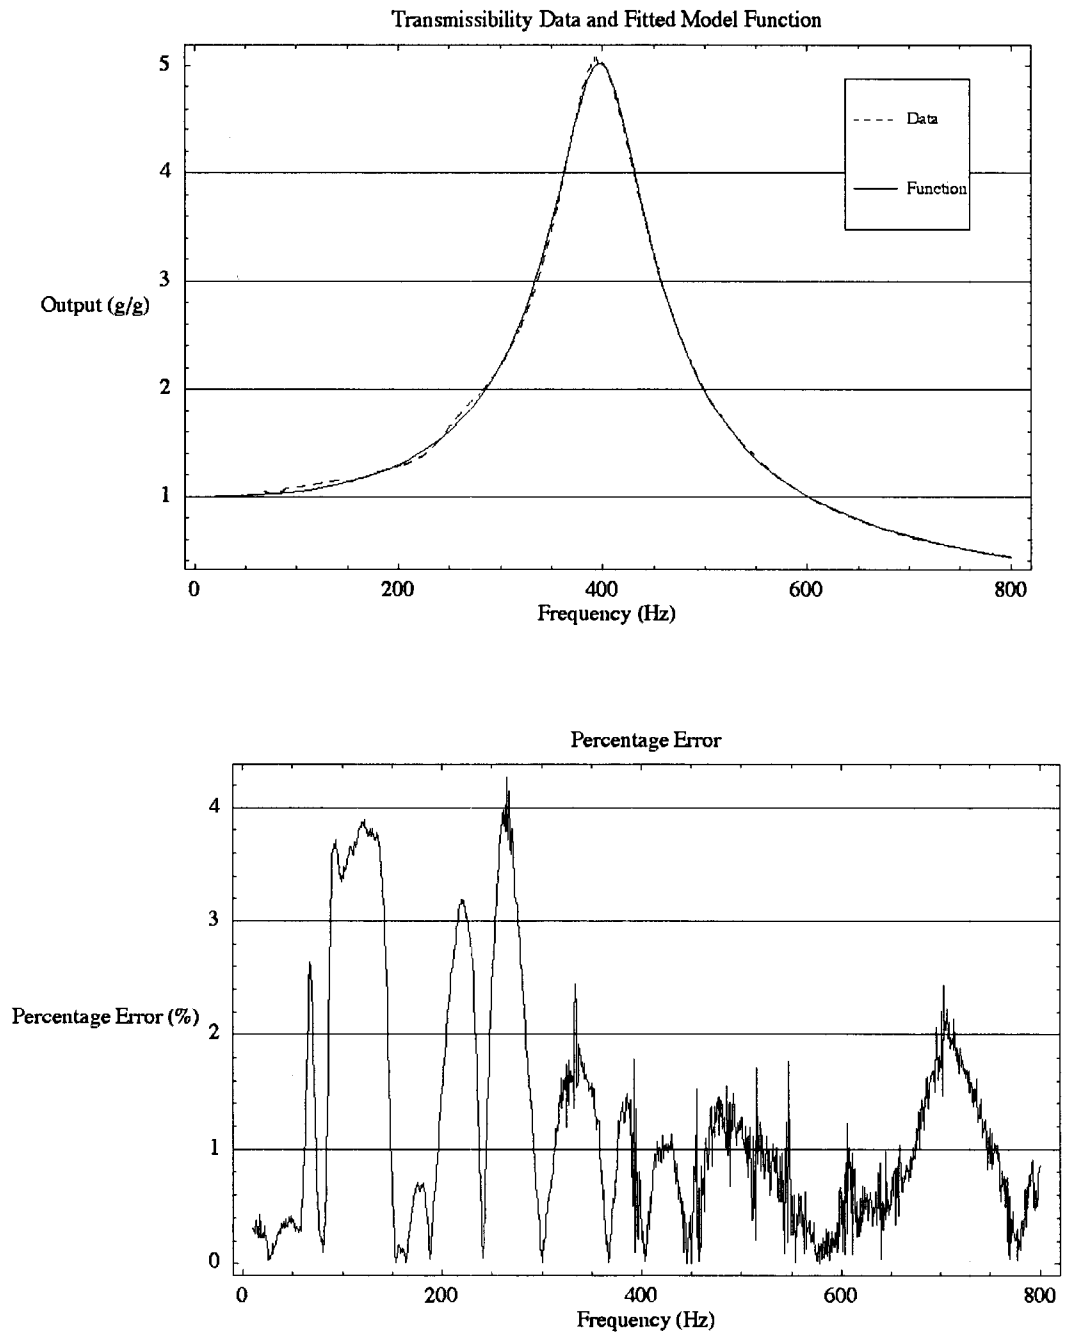 Transmissibility Data and Fitted Model Function
5
4
3
2
1
Output (g/g)
Data
Function
0 200 400 600 800
Frequency (Hz)
Percentage Error
4
3
2
1
0
Percentage Error (%)
0 200 400 600 800
Frequency (Hz)